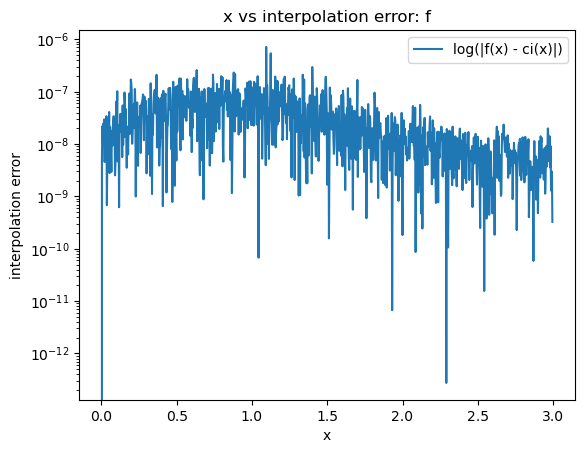 x vs interpolation error: f
log(|f(x) - ci(x)|)
interpolation error
10⁻⁶
10⁻⁷
10⁻⁸
10⁻⁹
10⁻¹⁰
10⁻¹¹
10⁻¹²
0.0 0.5 1.0 1.5 2.0 2.5 3.0
x